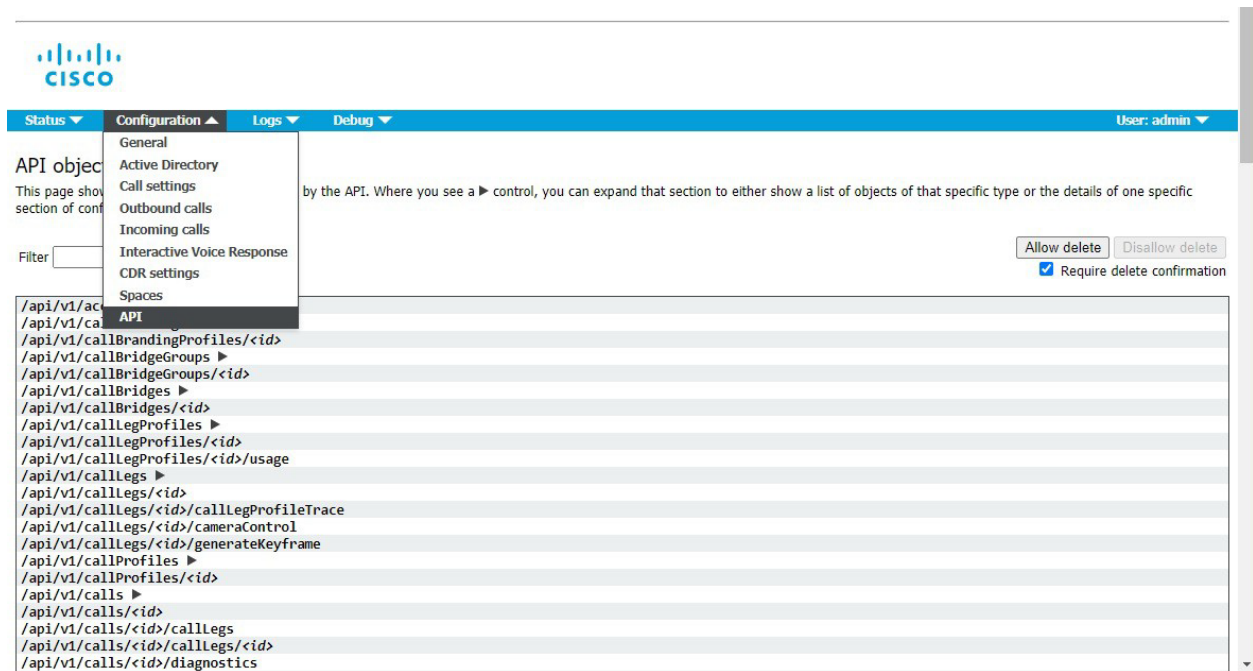 CISCO
Status Configuration Logs Debug User: admin
General
Active Directory
Call settings
Outbound calls
Incoming calls
Interactive Voice Response
CDR settings
Spaces
API
API objec
This page show by the API. Where you see a ▶ control, you can expand that section to either show a list of objects of that specific type or the details of one specific
section of conf
Filter Allow delete Disallow delete
Require delete confirmation
/api/v1/ac
/api/v1/ca
/api/v1/callBrandingProfiles/<id>
/api/v1/callBridgeGroups ▶
/api/v1/callBridgeGroups/<id>
/api/v1/callBridges ▶
/api/v1/callBridges/<id>
/api/v1/callLegProfiles ▶
/api/v1/callLegProfiles/<id>
/api/v1/callLegProfiles/<id>/usage
/api/v1/callLegs ▶
/api/v1/callLegs/<id>
/api/v1/callLegs/<id>/callLegProfileTrace
/api/v1/callLegs/<id>/cameraControl
/api/v1/callLegs/<id>/generateKeyframe
/api/v1/callProfiles ▶
/api/v1/callProfiles/<id>
/api/v1/calls ▶
/api/v1/calls/<id>
/api/v1/calls/<id>/callLegs
/api/v1/calls/<id>/callLegs/<id>
/api/v1/calls/<id>/diagnostics